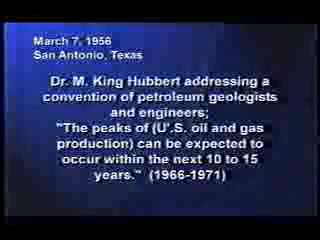 March 7, 1956
San Antonio, Texas
Dr. M. King Hubbert addressing a
convention of petroleum geologists
and engineers;
"The peaks of (U'.S. oil and gas
production) can be expected to
occur within the next 10 to 15
years." (1966-1971)